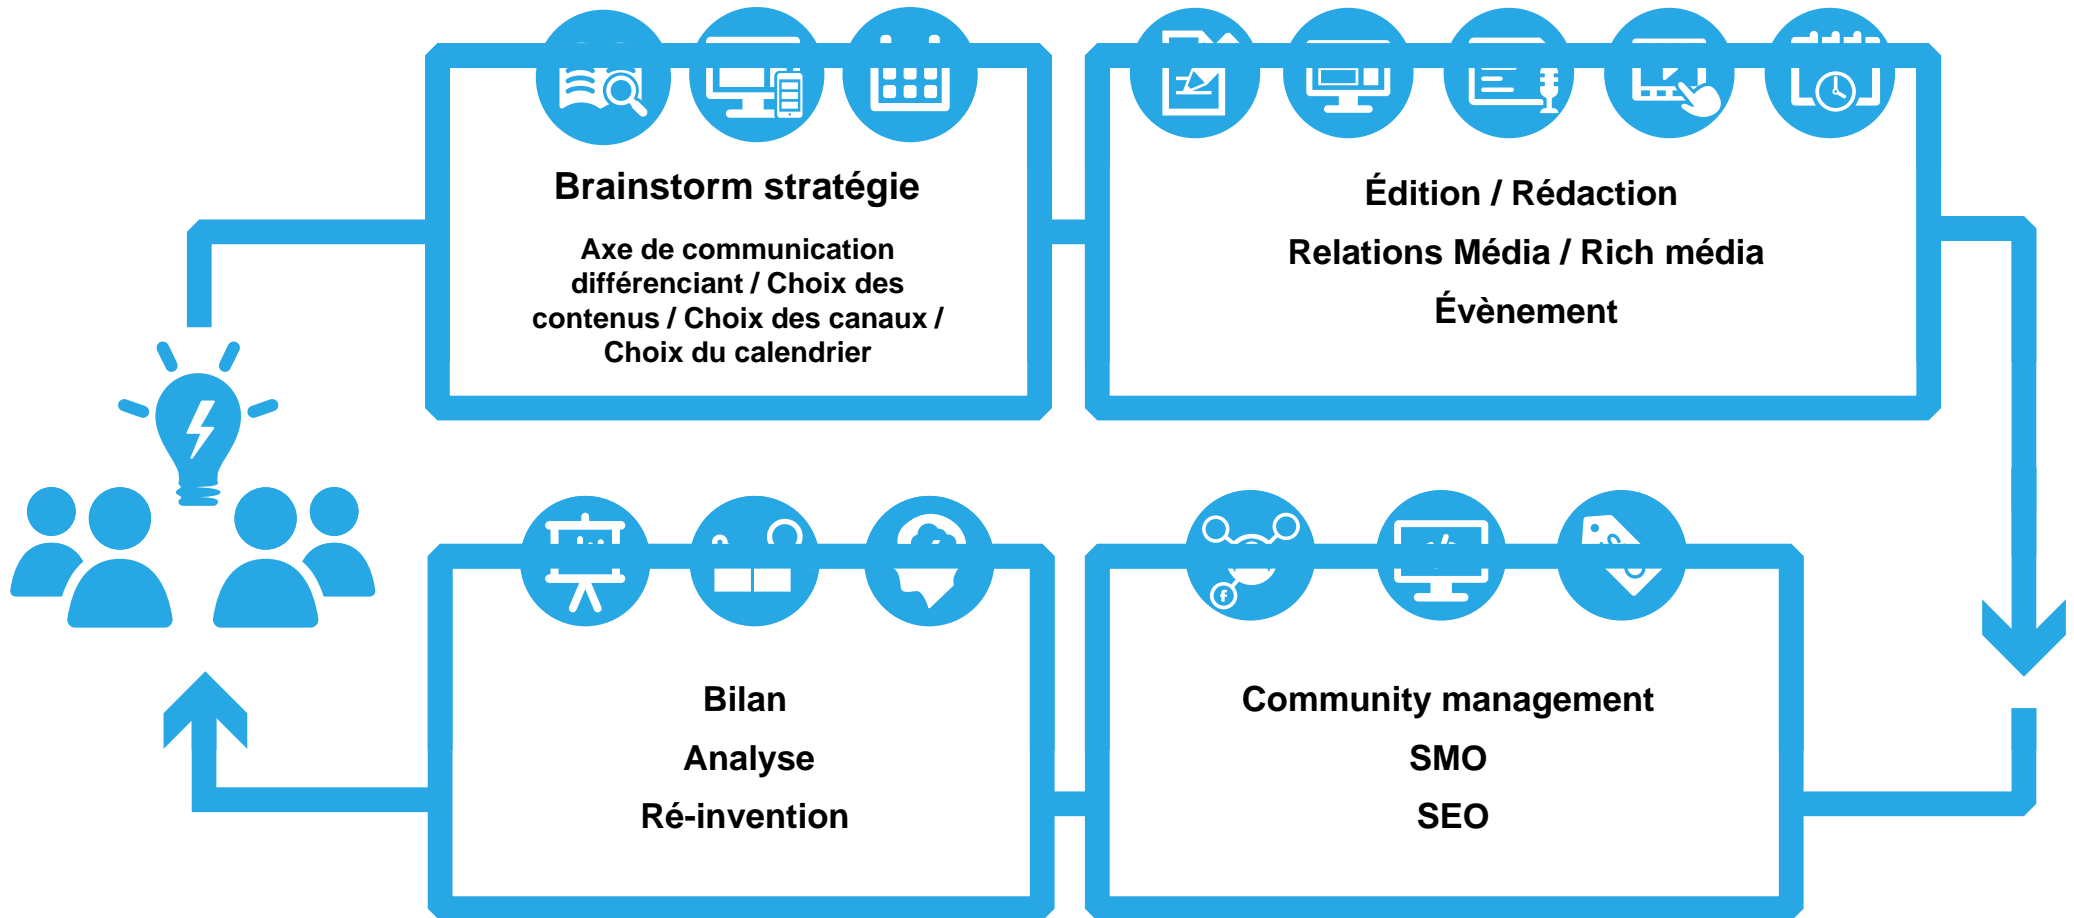 Brainstorm stratégie
Axe de communication
différenciant / Choix des
contenus / Choix des canaux /
Choix du calendrier
Édition / Rédaction
Relations Média / Rich média
Évènement
Bilan
Analyse
Ré-invention
Community management
SMO
SEO